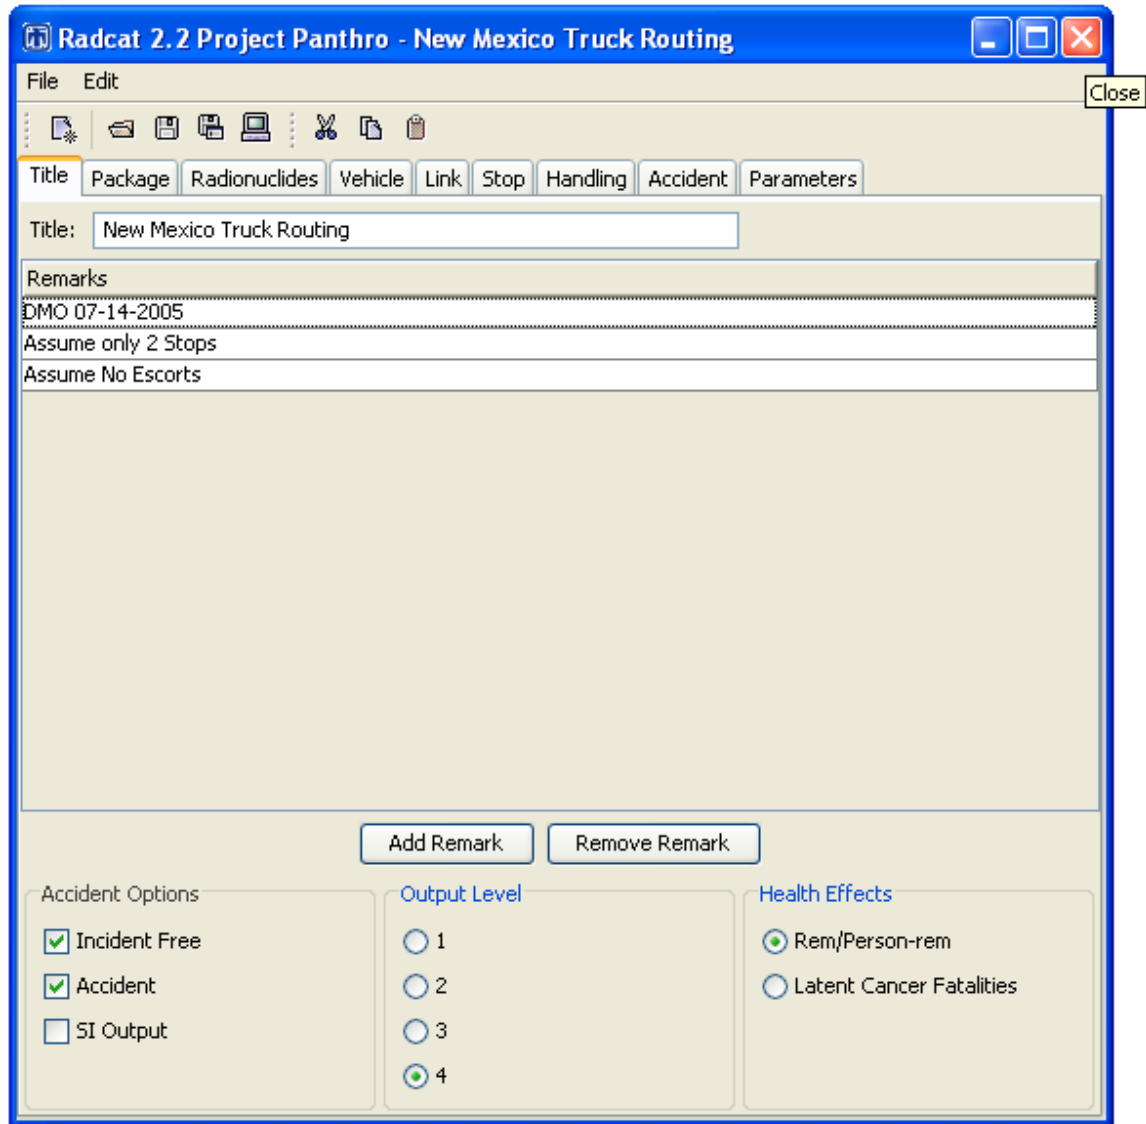 Radcat 2.2 Project Panthro - New Mexico Truck Routing
File Edit
Close
Title Package Radionuclides Vehicle Link Stop Handling Accident Parameters
Title: New Mexico Truck Routing
Remarks
DMO 07-14-2005
Assume only 2 Stops
Assume No Escorts
Add Remark Remove Remark
Accident Options Output Level Health Effects
Incident Free 1 Rem/Person-rem
Accident 2 Latent Cancer Fatalities
SI Output 3
4